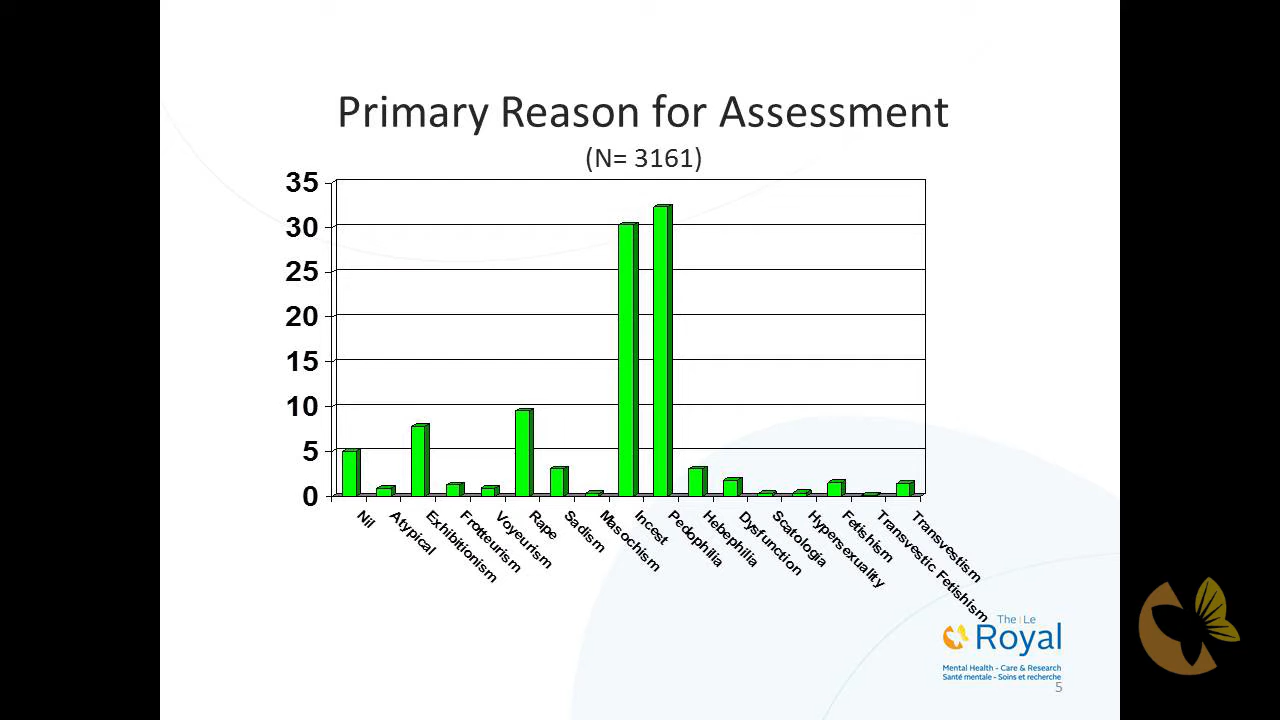 Primary Reason for Assessment
(N= 3161)
35
30
25
20
15
10
5
0
Nil
Atypical
Exhibitionism
Frotteurism
Voyeurism
Rape
Sadism
Masochism
Incest
Pedophilia
Hebephilia
Dysfunction
Scatologia
Hypersexuality
Fetishism
Transvestic Fetishism
Transvestism
The Le
Royal
Mental Health - Care & Research
Santé mentale - Soins et recherche
5